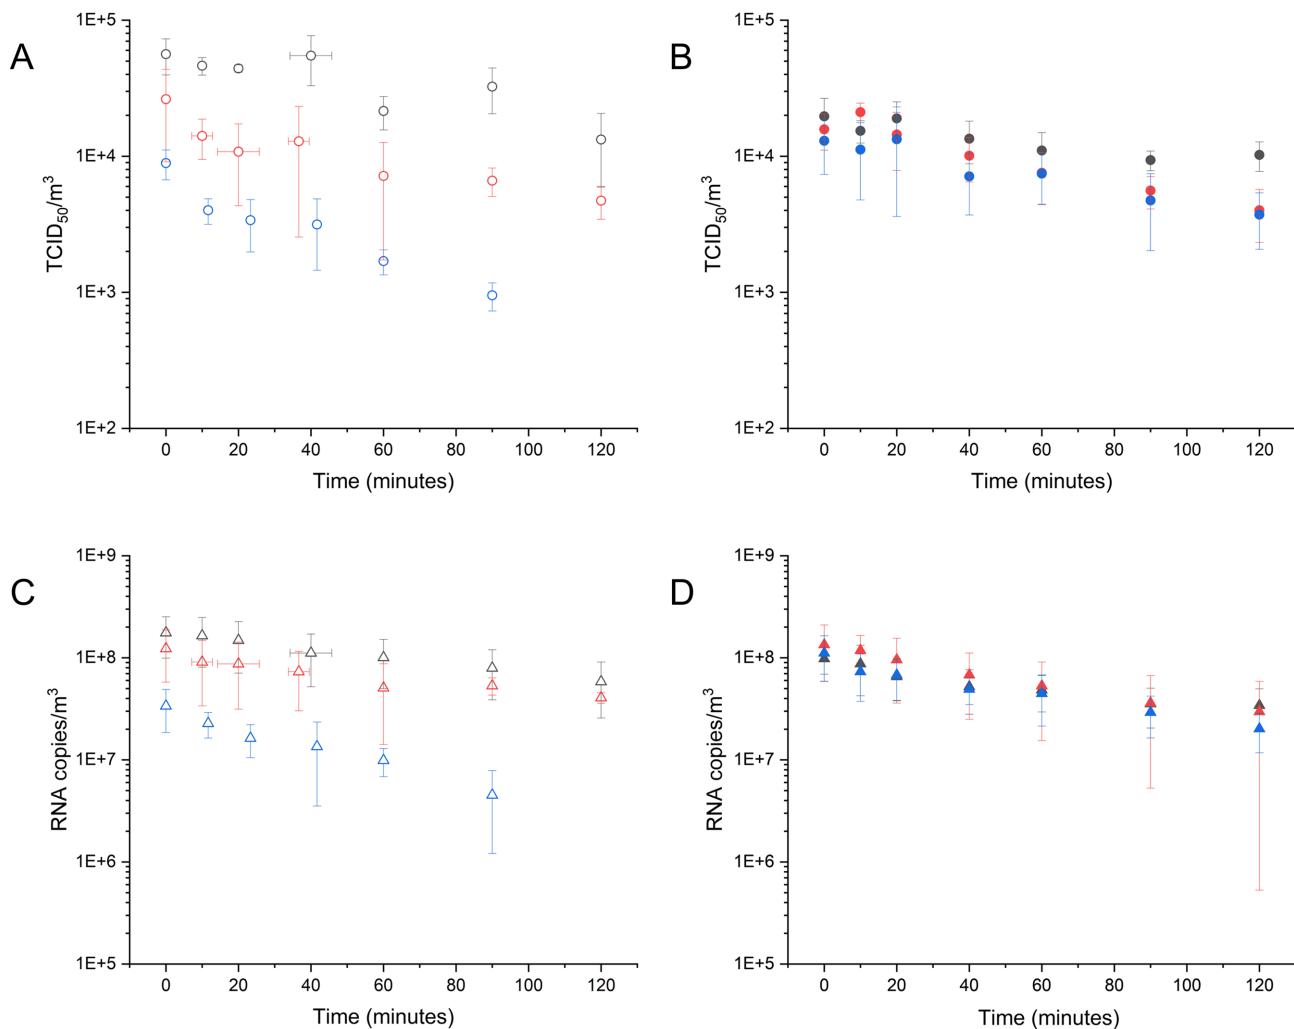 A
1E+5
1E+4
1E+3
1E+2
TCID50/m3
0 20 40 60 80 100 120
Time (minutes)
B
1E+5
1E+4
1E+3
1E+2
TCID50/m3
0 20 40 60 80 100 120
Time (minutes)
C
1E+9
1E+8
1E+7
1E+6
1E+5
RNA copies/m3
0 20 40 60 80 100 120
Time (minutes)
D
1E+9
1E+8
1E+7
1E+6
1E+5
RNA copies/m3
0 20 40 60 80 100 120
Time (minutes)